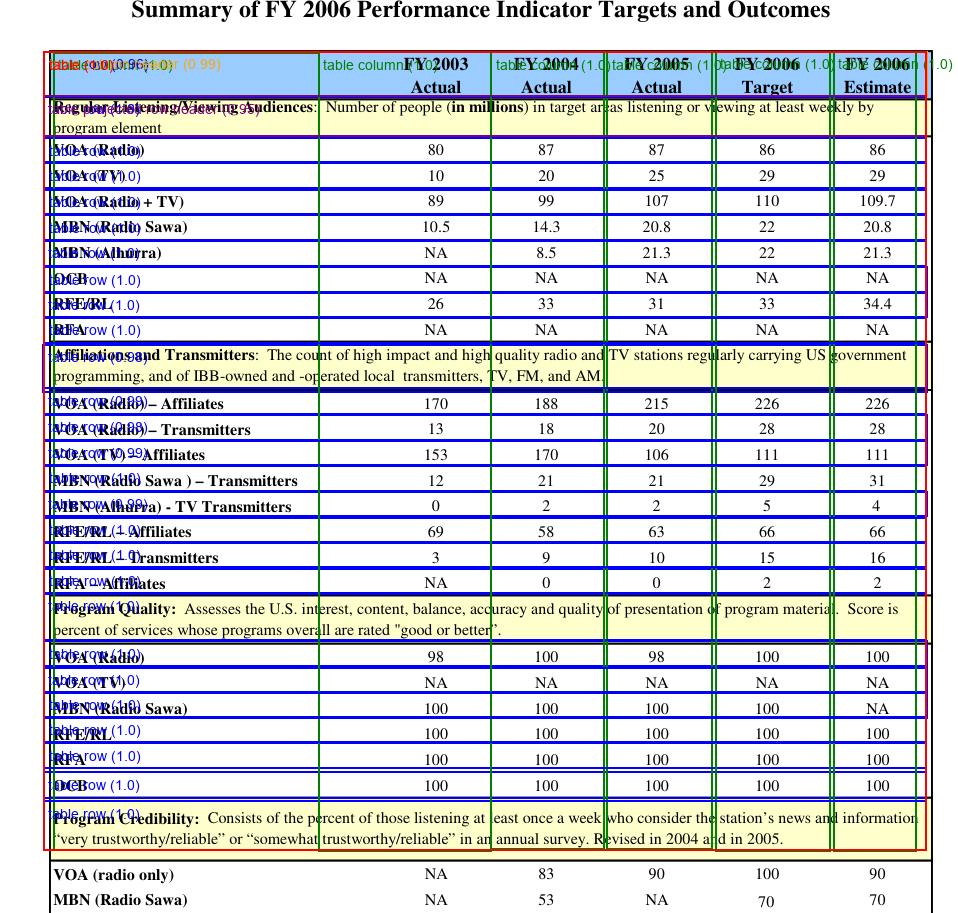 Summary of FY 2006 Performance Indicator Targets and Outcomes
FY 2003 FY 2004 FY 2005 FY 2006 FY 2006
Actual Actual Actual Target Estimate
Regular Listening/Viewing Audiences: Number of people (in millions) in target areas listening or viewing at least weekly by
program element
VOA (Radio) 80 87 87 86 86
VOA (TV) 10 20 25 29 29
VOA (Radio + TV) 89 99 107 110 109.7
MBN (Radio Sawa) 10.5 14.3 20.8 22 20.8
MBN (Alhurra) NA 8.5 21.3 22 21.3
OCB NA NA NA NA NA
RFE/RL 26 33 31 33 34.4
RFA NA NA NA NA NA
Affiliations and Transmitters: The count of high impact and high quality radio and TV stations regularly carrying US government
programming, and of IBB-owned and -operated local transmitters, TV, FM, and AM.
VOA (Radio) – Affiliates 170 188 215 226 226
VOA (Radio) – Transmitters 13 18 20 28 28
VOA (TV) – Affiliates 153 170 106 111 111
MBN (Radio Sawa ) – Transmitters 12 21 21 29 31
MBN (Alhurra) - TV Transmitters 0 2 2 5 4
RFE/RL – Affiliates 69 58 63 66 66
RFE/RL – Transmitters 3 9 10 15 16
RFA – Affiliates NA 0 0 2 2
Program Quality: Assesses the U.S. interest, content, balance, accuracy and quality of presentation of program material. Score is
percent of services whose programs overall are rated "good or better”.
VOA (Radio) 98 100 98 100 100
VOA (TV) NA NA NA NA NA
MBN (Radio Sawa) 100 100 100 100 NA
RFE/RL 100 100 100 100 100
RFA 100 100 100 100 100
OCB 100 100 100 100 100
Program Credibility: Consists of the percent of those listening at least once a week who consider the station’s news and information
“very trustworthy/reliable” or “somewhat trustworthy/reliable” in an annual survey. Revised in 2004 and in 2005.
VOA (radio only) NA 83 90 100 90
MBN (Radio Sawa) NA 53 NA 70 70